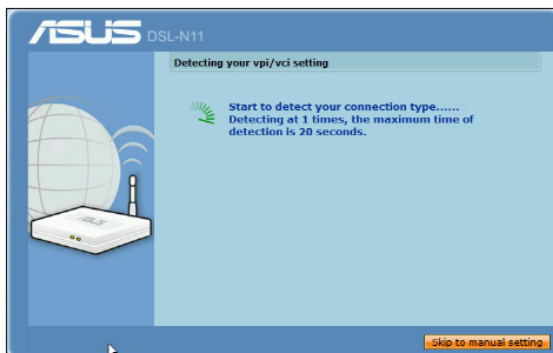 ASUS DSL-N11
Detecting your vpi/vci setting
Start to detect your connection type......
Detecting at 1 times, the maximum time of
detection is 20 seconds.
ASUS
Skip to manual setting